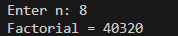 Enter n: 8
Factorial = 40320